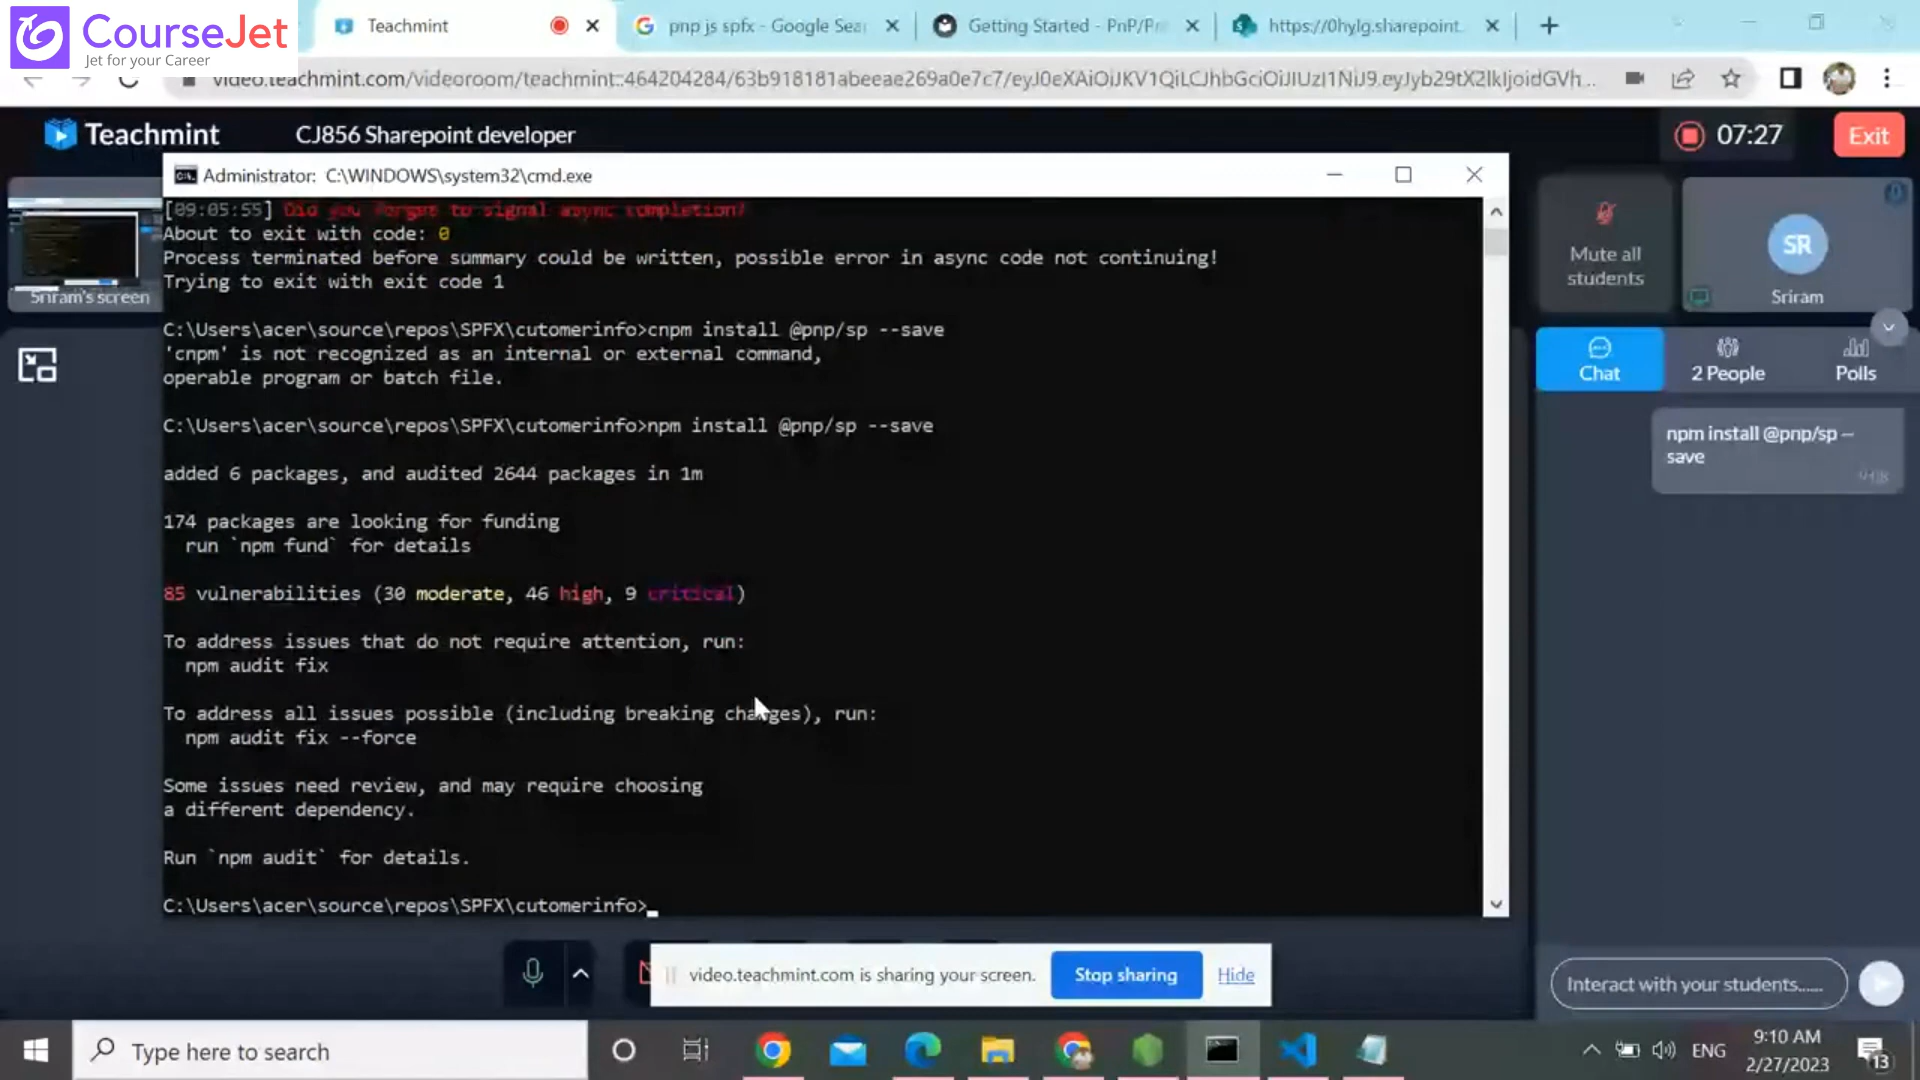 CourseJet
Jet for your Career
Teachmint
pnp js spfx - Google Sea
Getting Started - PnP/Pn
https://0hylg.sharepoint.
video.teachmint.com/videoroom/teachmint::464204284/63b918181abeeae269a0e7c7/eyJ0eXAiOiJKV1QiLCJhbGciOiJIUzI1NiJ9.eyJyb29tX2lkIjoidGVh...
Teachmint
CJ856 Sharepoint developer
07:27
Exit
Administrator: C:\WINDOWS\system32\cmd.exe
[09:05:55] Did you forget to signal async completion?
About to exit with code: 0
Process terminated before summary could be written, possible error in async code not continuing!
Trying to exit with exit code 1
C:\Users\acer\source\repos\SPFX\cutomerinfo>cnpm install @pnp/sp --save
'cnpm' is not recognized as an internal or external command,
operable program or batch file.
C:\Users\acer\source\repos\SPFX\cutomerinfo>npm install @pnp/sp --save
added 6 packages, and audited 2644 packages in 1m
174 packages are looking for funding
run `npm fund` for details
85 vulnerabilities (30 moderate, 46 high, 9 critical)
To address issues that do not require attention, run:
npm audit fix
To address all issues possible (including breaking changes), run:
npm audit fix --force
Some issues need review, and may require choosing
a different dependency.
Run `npm audit` for details.
C:\Users\acer\source\repos\SPFX\cutomerinfo>
Sriram's screen
Mute all
students
SR
Sriram
Chat
2 People
Polls
npm install @pnp/sp --
save
video.teachmint.com is sharing your screen.
Stop sharing
Hide
Interact with your students......
Type here to search
ENG
9:10 AM
2/27/2023
13